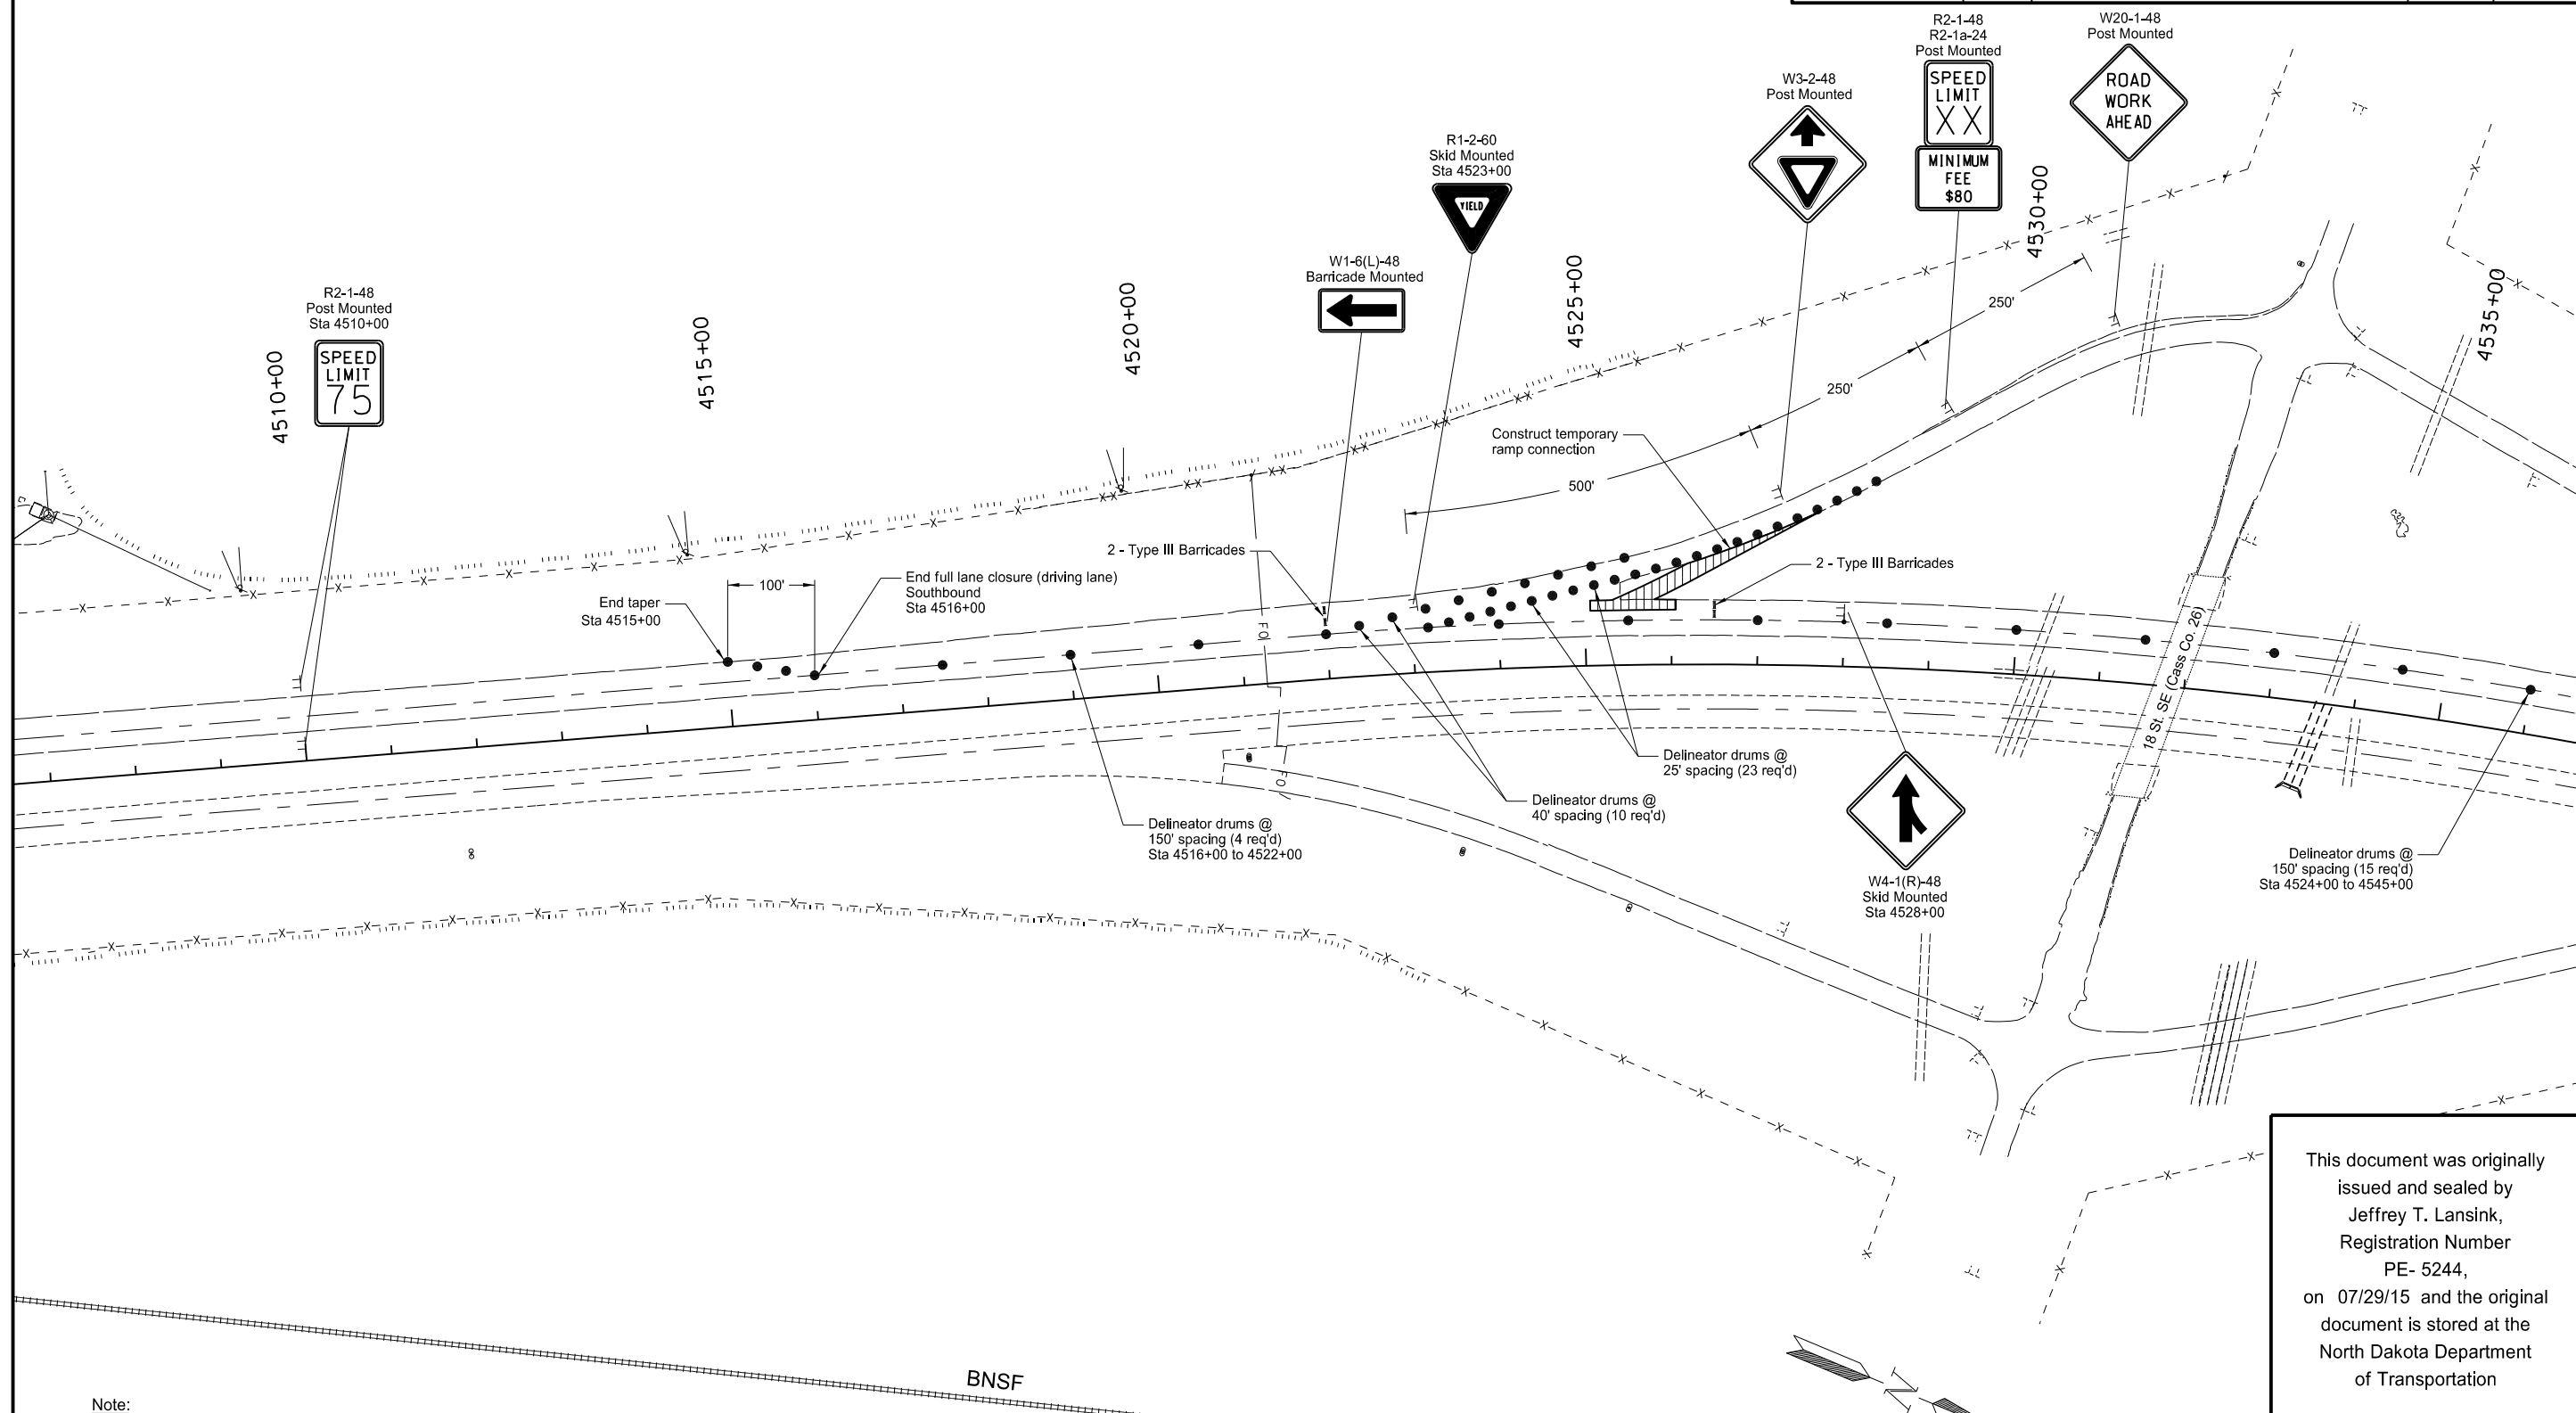 R2-1-48
R2-1a-24
Post Mounted
SPEED
LIMIT
XX
MINIMUM
FEE
$80
W20-1-48
Post Mounted
ROAD
WORK
AHEAD
W3-2-48
Post Mounted
R1-2-60
Skid Mounted
Sta 4523+00
YIELD
W1-6(L)-48
Barricade Mounted
R2-1-48
Post Mounted
Sta 4510+00
SPEED
LIMIT
75
4510+00
4515+00
4520+00
4525+00
4530+00
4535+00
250'
250'
500'
Construct temporary
ramp connection
2 - Type III Barricades
2 - Type III Barricades
100'
End taper
Sta 4515+00
End full lane closure (driving lane)
Southbound
Sta 4516+00
FO
FO
18 St. SE (Cass Co. 26)
Delineator drums @
25' spacing (23 req'd)
Delineator drums @
40' spacing (10 req'd)
Delineator drums @
150' spacing (4 req'd)
Sta 4516+00 to 4522+00
W4-1(R)-48
Skid Mounted
Sta 4528+00
Delineator drums @
150' spacing (15 req'd)
Sta 4524+00 to 4545+00
This document was originally
issued and sealed by
Jeffrey T. Lansink,
Registration Number
PE- 5244,
on 07/29/15 and the original
document is stored at the
North Dakota Department
of Transportation
BNSF
N
Note: